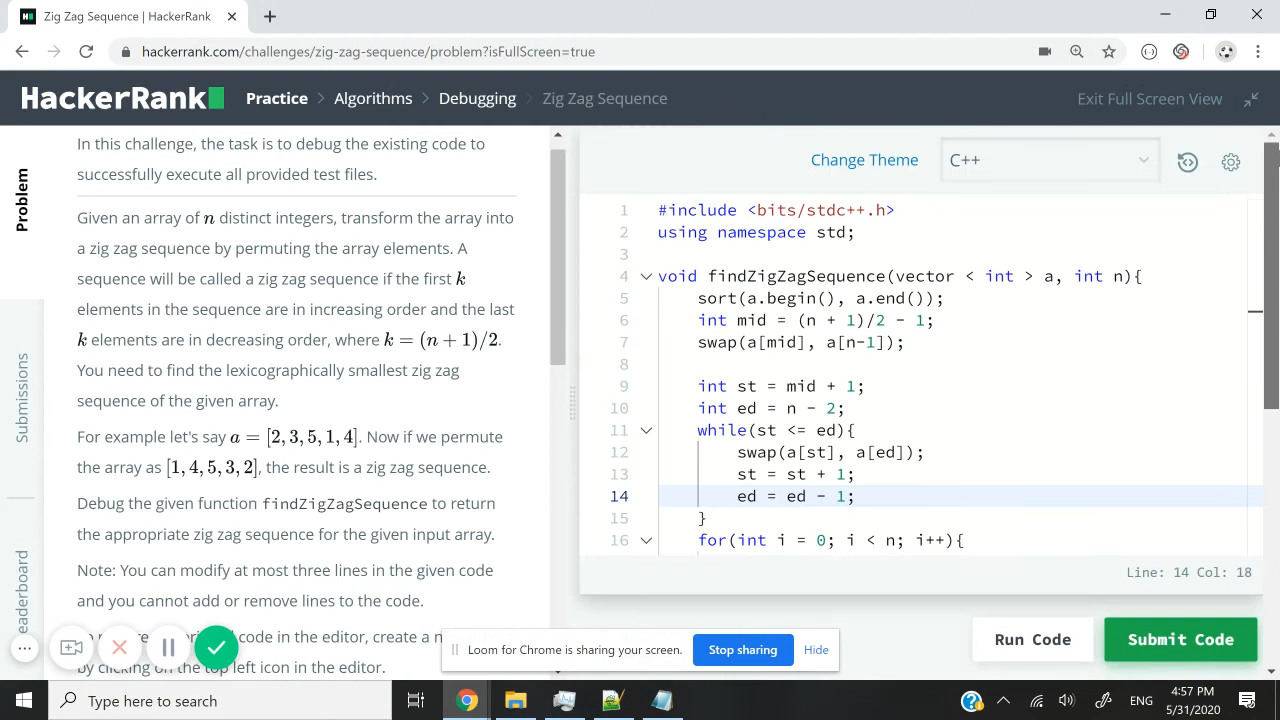 Zig Zag Sequence | HackerRank
hackerrank.com/challenges/zig-zag-sequence/problem?isFullScreen=true
HackerRank Practice > Algorithms > Debugging > Zig Zag Sequence Exit Full Screen View
Problem
Submissions
eaderboard
In this challenge, the task is to debug the existing code to
successfully execute all provided test files.
Given an array of n distinct integers, transform the array into
a zig zag sequence by permuting the array elements. A
sequence will be called a zig zag sequence if the first k
elements in the sequence are in increasing order and the last
k elements are in decreasing order, where k = (n + 1)/2.
You need to find the lexicographically smallest zig zag
sequence of the given array.
For example let's say a = [2, 3, 5, 1, 4]. Now if we permute
the array as [1, 4, 5, 3, 2], the result is a zig zag sequence.
Debug the given function findZigZagSequence to return
the appropriate zig zag sequence for the given input array.
Note: You can modify at most three lines in the given code
and you cannot add or remove lines to the code.
code in the editor, create a n
by clicking on the top left icon in the editor.
Change Theme C++
1 #include <bits/stdc++.h>
2 using namespace std;
3
4 void findZigZagSequence(vector < int > a, int n){
5 sort(a.begin(), a.end());
6 int mid = (n + 1)/2 - 1;
7 swap(a[mid], a[n-1]);
8
9 int st = mid + 1;
10 int ed = n - 2;
11 while(st <= ed){
12 swap(a[st], a[ed]);
13 st = st + 1;
14 ed = ed - 1;
15 }
16 for(int i = 0; i < n; i++){
Line: 14 Col: 18
Run Code Submit Code
Loom for Chrome is sharing your screen. Stop sharing Hide
Type here to search
ENG
4:57 PM
5/31/2020